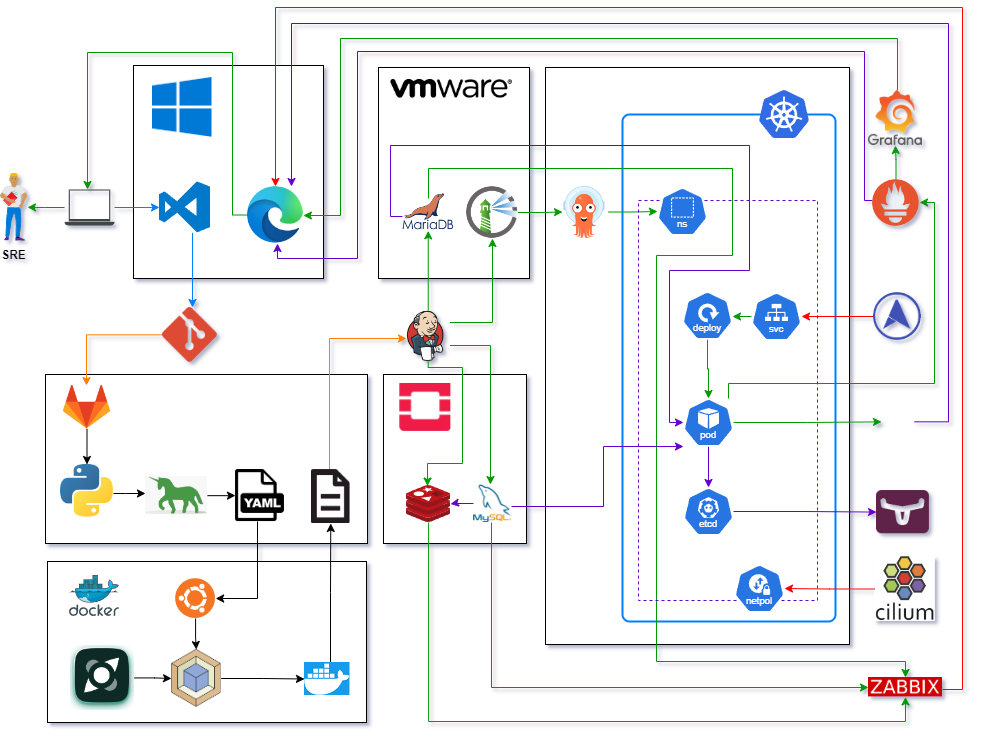 vmware®
Grafana
MariaDB
ns
SRE
deploy
svc
pod
YAML
MySQL
etcd
docker
netpol
cilium
ZABBIX